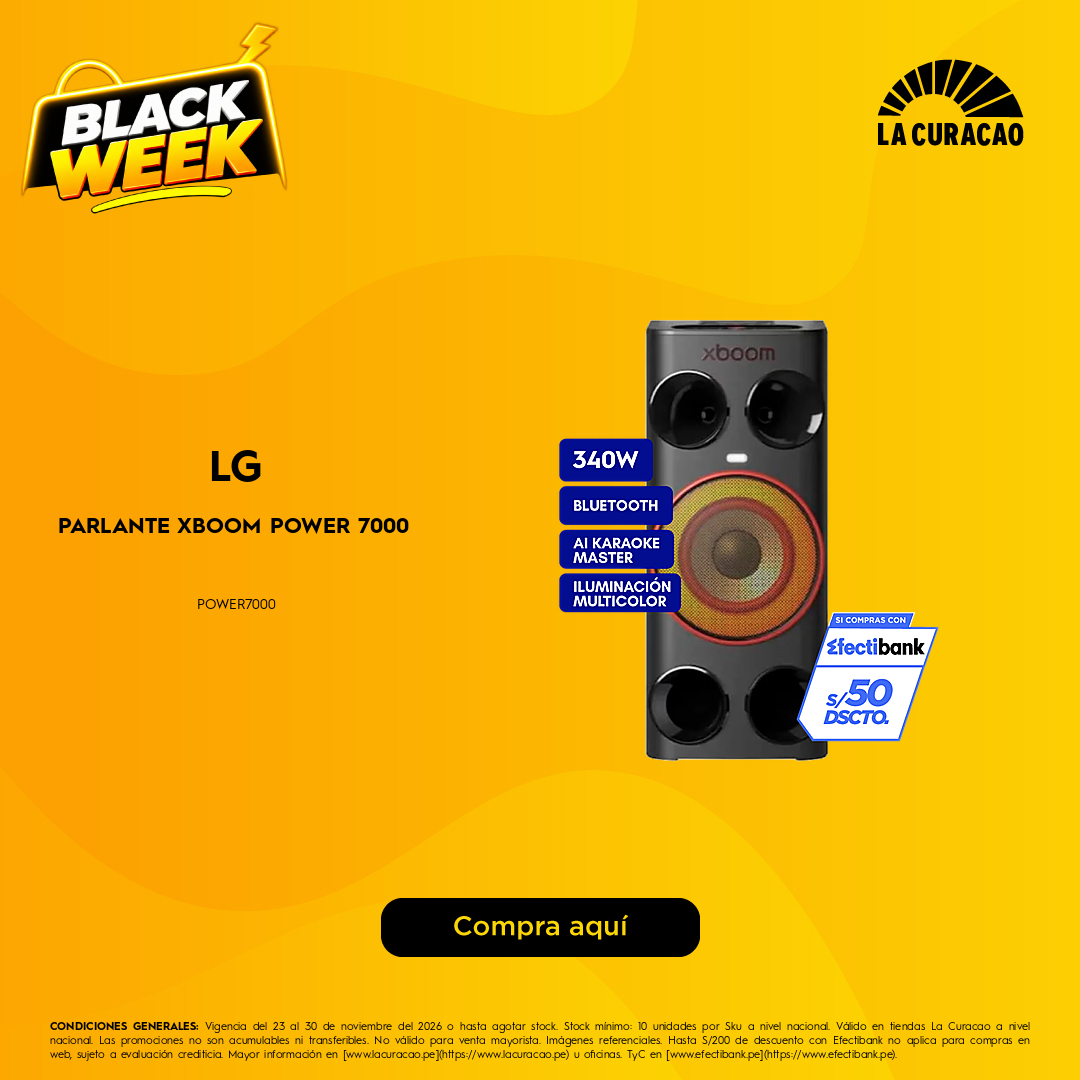 BLACK
WEEK
LA CURACAO
xboom
LG
PARLANTE XBOOM POWER 7000
POWER7000
340W
BLUETOOTH
AI KARAOKE
MASTER
ILUMINACIÓN
MULTICOLOR
SI COMPRAS CON
Efectibank
S/50
DSCTO.
Compra aquí
CONDICIONES GENERALES: Vigencia del 23 al 30 de noviembre del 2026 o hasta agotar stock. Stock mínimo: 10 unidades por Sku a nivel nacional. Válido en tiendas La Curacao a nivel
nacional. Las promociones no son acumulables ni transferibles. No válido para venta mayorista. Imágenes referenciales. Hasta S/200 de descuento con Efectibank no aplica para compras en
web, sujeto a evaluación crediticia. Mayor información en [www.lacuracao.pe](https://www.lacuracao.pe) u oficinas. TyC en [www.efectibank.pe](https://www.efectibank.pe).